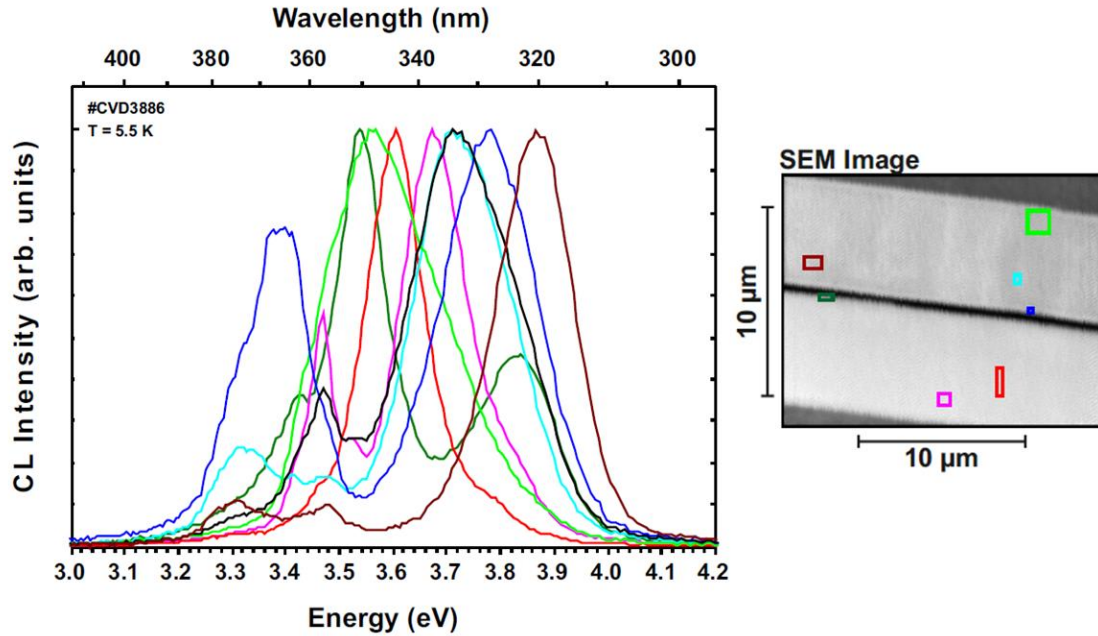 Wavelength (nm)
400 380 360 340 320 300
#CVD3886
T = 5.5 K
CL Intensity (arb. units)
3.0 3.1 3.2 3.3 3.4 3.5 3.6 3.7 3.8 3.9 4.0 4.1 4.2
Energy (eV)
SEM Image
10 µm
10 µm